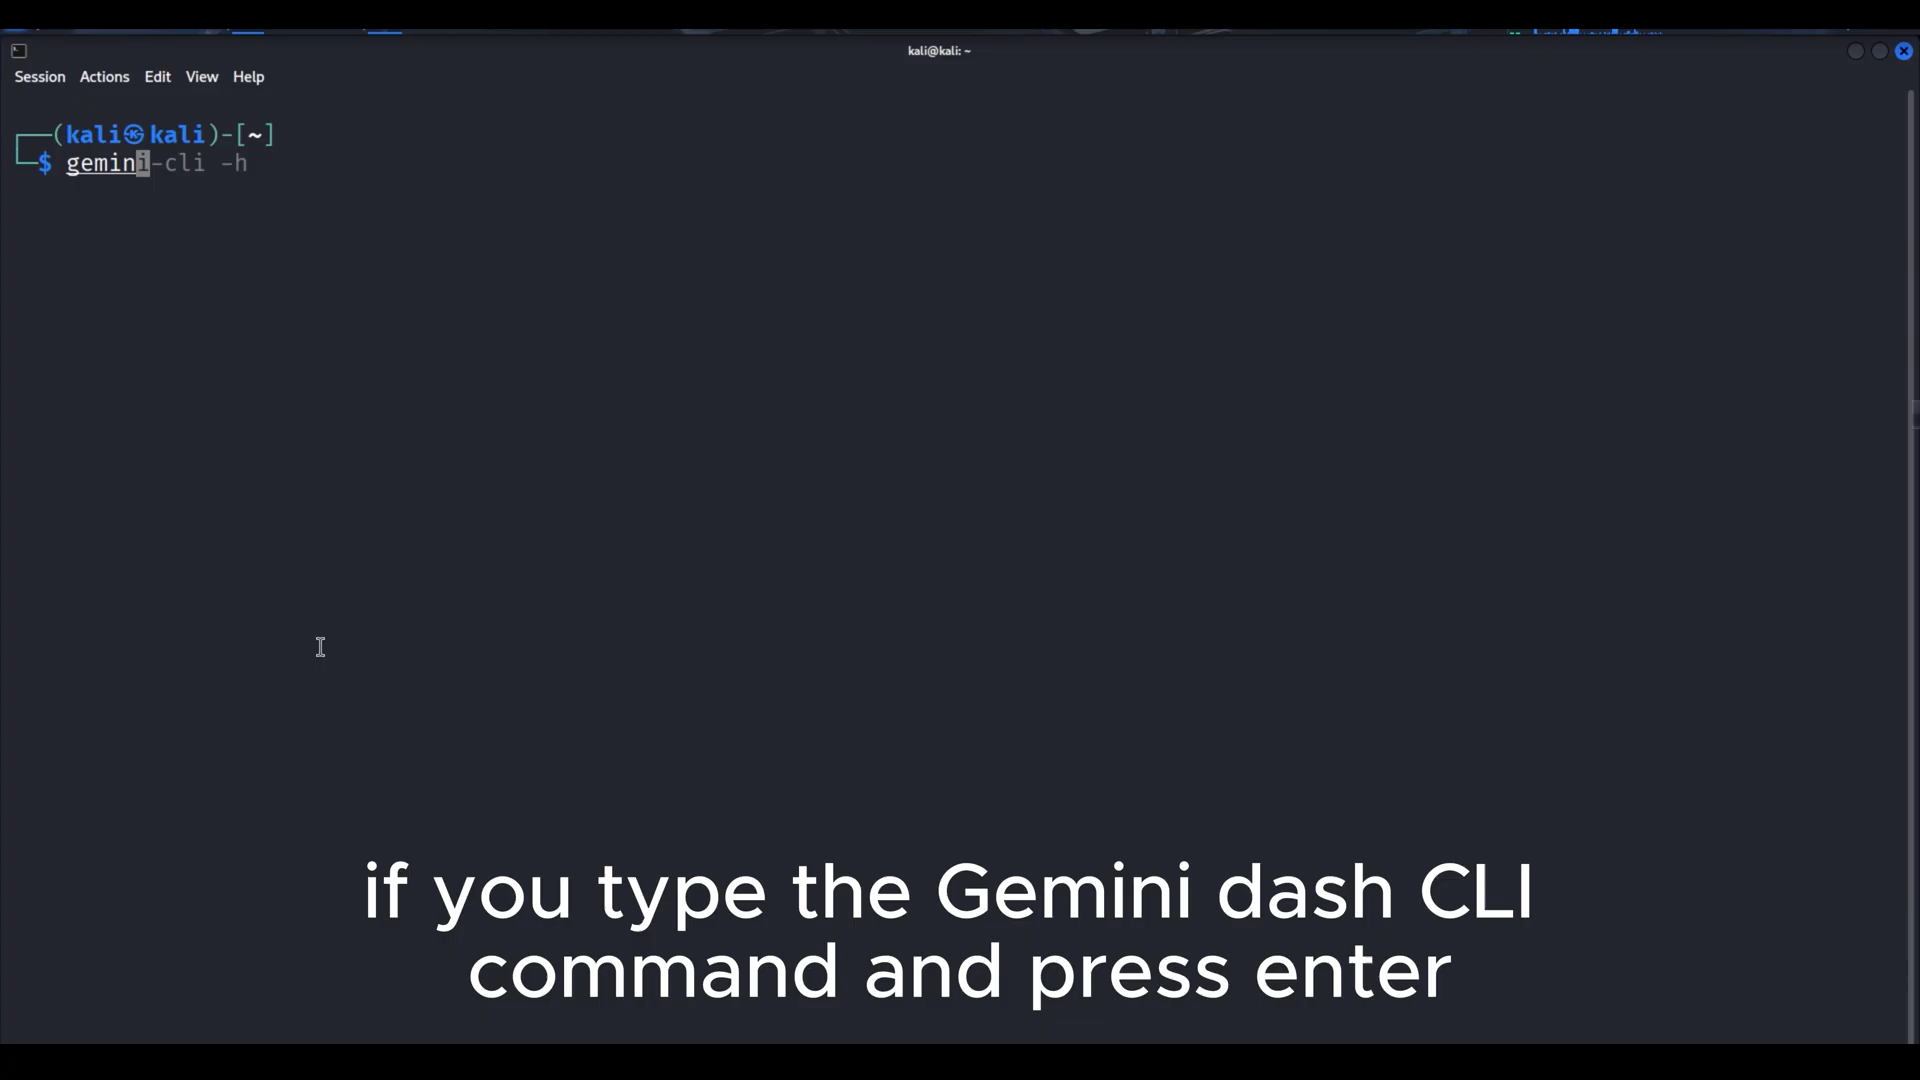 kali@kali: ~
Session Actions Edit View Help
┌──(kali㉿kali)-[~]
└─$ gemini-cli -h
if you type the Gemini dash CLI
command and press enter